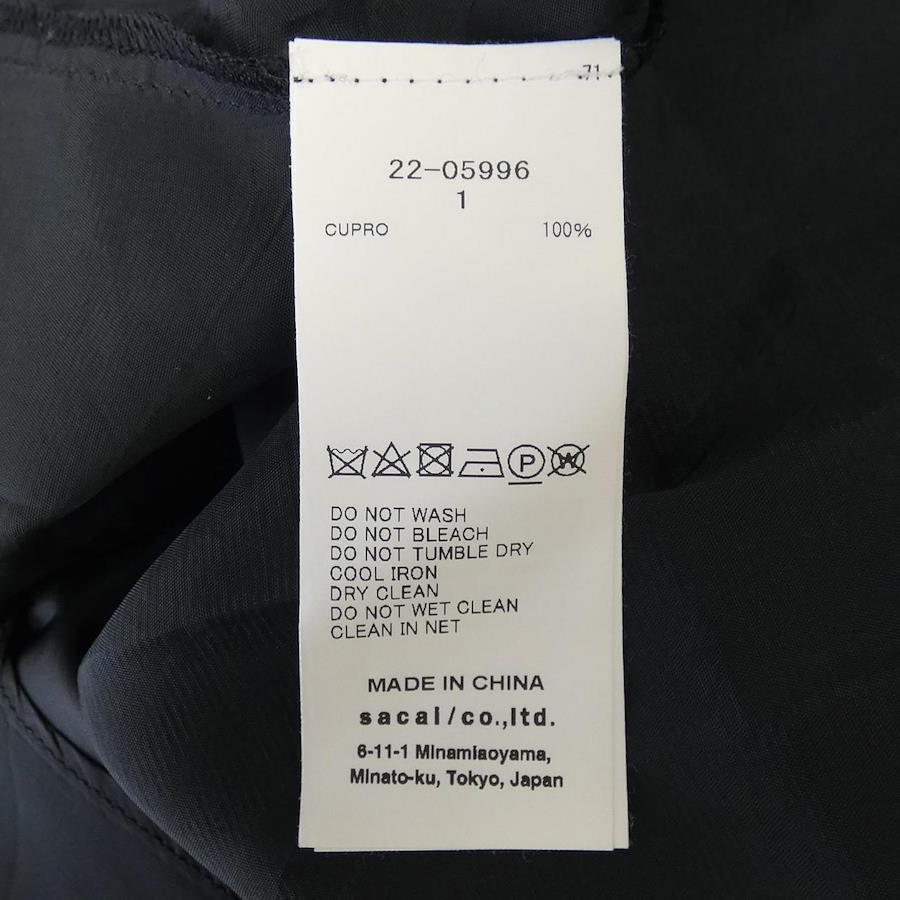 71
22-05996
1
CUPRO 100%
P W
DO NOT WASH
DO NOT BLEACH
DO NOT TUMBLE DRY
COOL IRON
DRY CLEAN
DO NOT WET CLEAN
CLEAN IN NET
MADE IN CHINA
sacai/co.,ltd.
6-11-1 Minamiaoyama,
Minato-ku, Tokyo, Japan